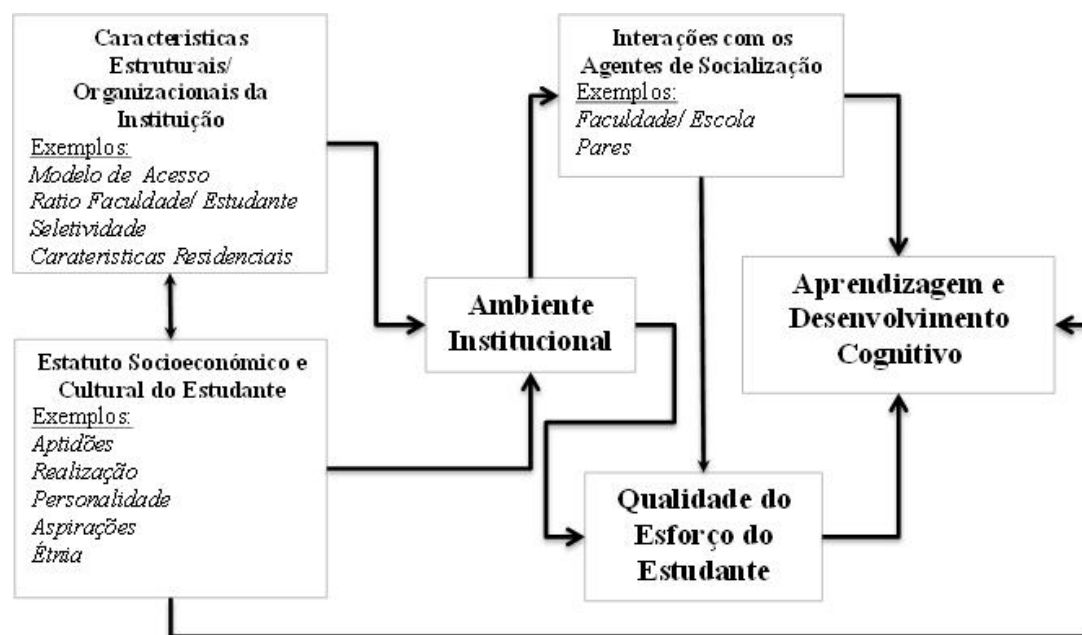 Caracteristicas
Estruturais/
Organizacionais da
Instituição
Exemplos:
Modelo de Acesso
Ratio Faculdade/ Estudante
Seletividade
Carateristicas Residenciais
Estatuto Socioeconómico e
Cultural do Estudante
Exemplos:
Aptidões
Realização
Personalidade
Aspirações
Étnia
Ambiente
Institucional
Interações com os
Agentes de Socialização
Exemplos:
Faculdade/ Escola
Pares
Qualidade do
Esforço do
Estudante
Aprendizagem e
Desenvolvimento
Cognitivo